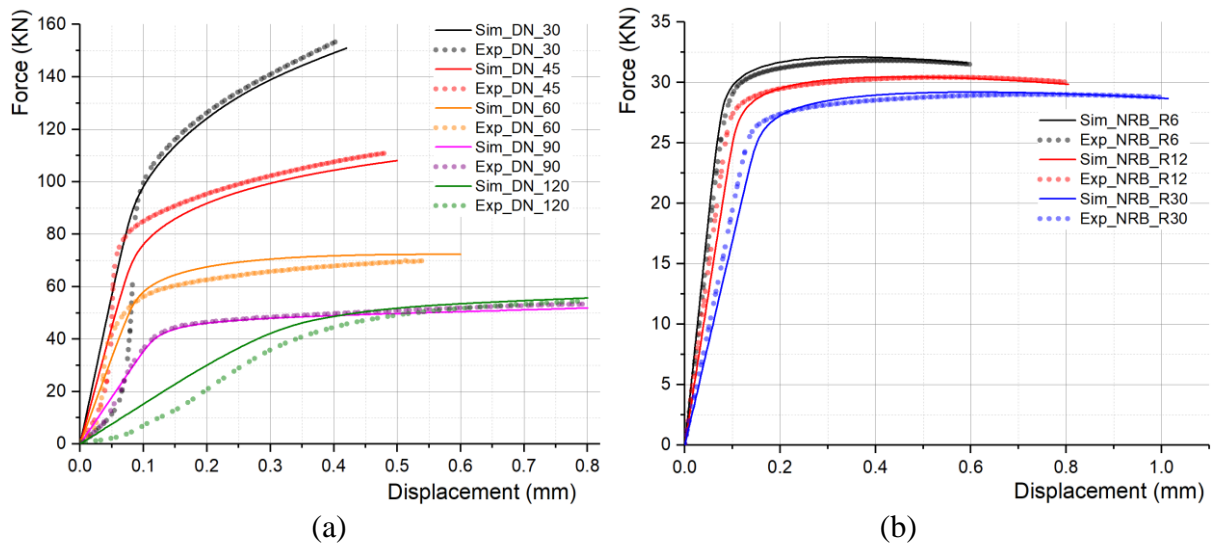 160
140
120
100
80
60
40
20
0
Force (KN)
Sim_DN_30
Exp_DN_30
Sim_DN_45
Exp_DN_45
Sim_DN_60
Exp_DN_60
Sim_DN_90
Exp_DN_90
Sim_DN_120
Exp_DN_120
0.0 0.1 0.2 0.3 0.4 0.5 0.6 0.7 0.8
Displacement (mm)
(a)
35
30
25
20
15
10
5
0
Force (KN)
Sim_NRB_R6
Exp_NRB_R6
Sim_NRB_R12
Exp_NRB_R12
Sim_NRB_R30
Exp_NRB_R30
0.0 0.2 0.4 0.6 0.8 1.0
Displacement (mm)
(b)